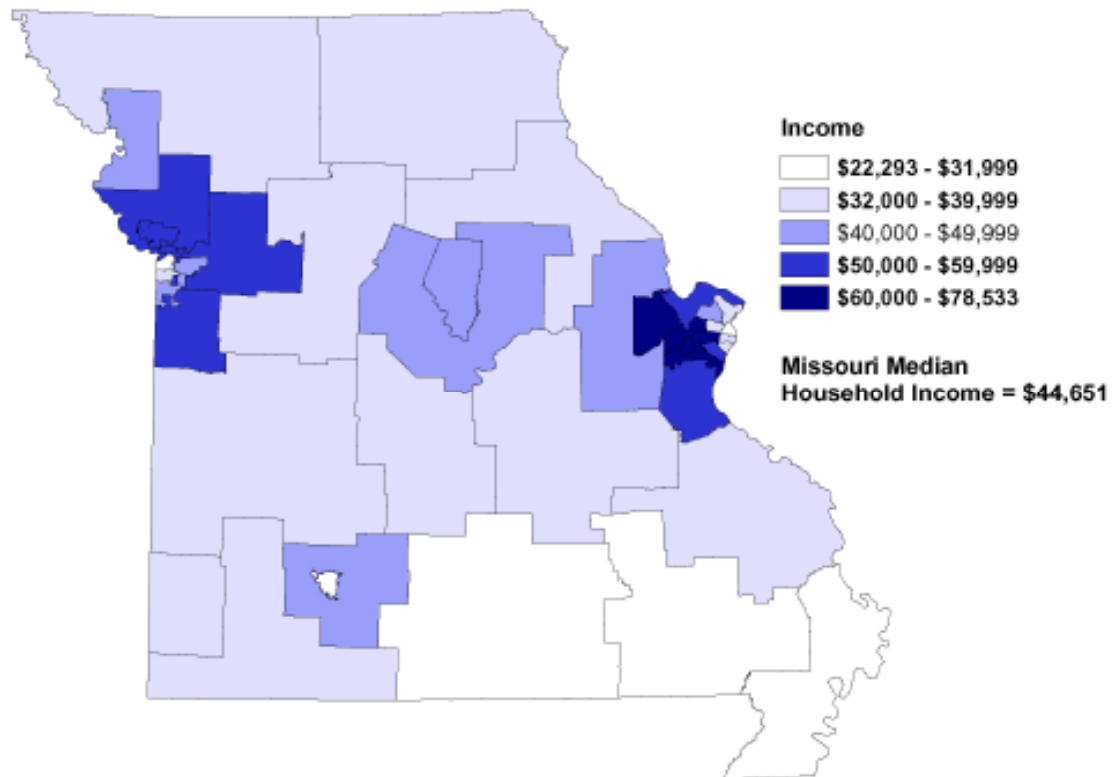 Income
$22,293 - $31,999
$32,000 - $39,999
$40,000 - $49,999
$50,000 - $59,999
$60,000 - $78,533
Missouri Median
Household Income = $44,651